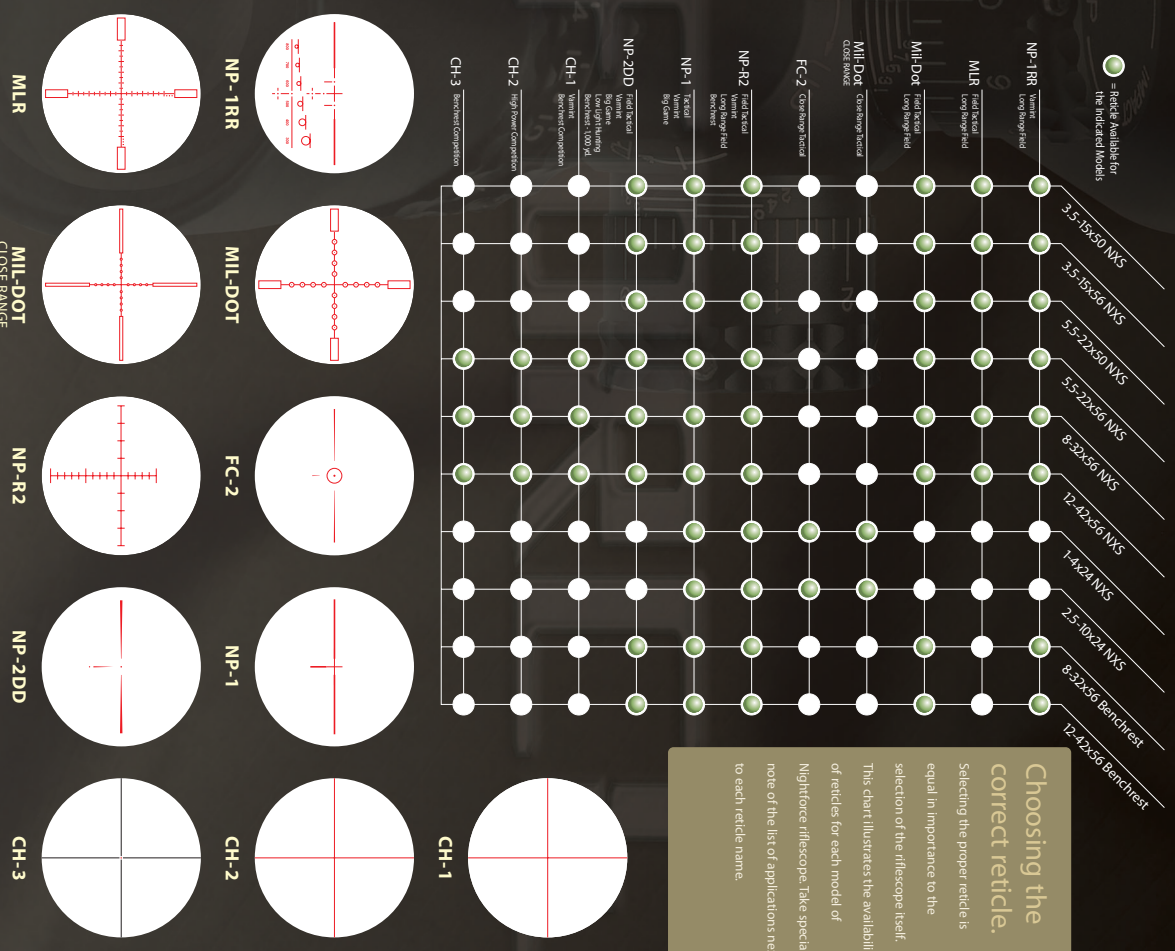 = Reticle Available for
the Indicated Models
3.5-15x50 NXS
3.5-15x56 NXS
5.5-22x50 NXS
5.5-22x56 NXS
8-32x56 NXS
12-42x56 NXS
1-4x24 NXS
2.5-10x24 NXS
8-32x56 Benchrest
12-42x56 Benchrest
NP-1RR Varmint
Long Range Field
MLR Field Tactical
Long Range Field
Mil-Dot Field Tactical
Long Range Field
Mil-Dot Close Range Tactical
CLOSE RANGE
FC-2 Close Range Tactical
NP-R2 Field Tactical
Varmint
Long Range Field
Benchrest
NP-1 Tactical
Varmint
Big Game
NP-2DD Field Tactical
Big Game
Low Light Hunting
Benchrest - 1,000 yd.
CH-1 Varmint
Benchrest Competition
CH-2 High Power Competition
CH-3 Benchrest Competition
Choosing the
correct reticle.
Selecting the proper reticle is
equal in importance to the
selection of the riflescope itself.
This chart illustrates the availabili
of reticles for each model of
Nightforce riflescope. Take specia
note of the list of applications ne
to each reticle name.
CH-1
NP-1RR
MIL-DOT
FC-2
NP-1
CH-2
MLR
MIL-DOT
CLOSE RANGE
NP-R2
NP-2DD
CH-3